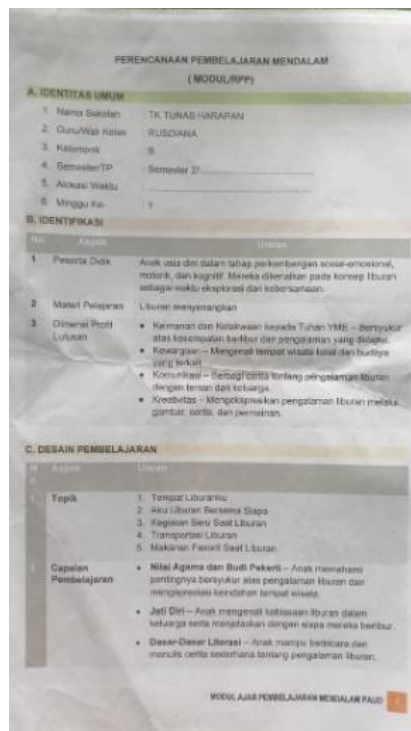 PERENCANAAN PEMBELAJARAN MENDALAM
( MODUL/RPP)
A. IDENTITAS UMUM
1. Nama Sekolah : TK TUNAS HARAPAN
2. Guru/Wali Kelas : RUSDIANA
3. Kelompok : B
4. Semester/TP : Semester 2/
5. Alokasi Waktu :
6. Minggu Ke- : 1
B. IDENTIFIKASI
No Aspek Uraian
1 Peserta Didik Anak usia dini dalam tahap perkembangan sosial-emosional,
motorik, dan kognitif. Mereka dikenalkan pada konsep liburan
sebagai waktu eksplorasi dan kebersamaan.
2 Materi Pelajaran Liburan menyenangkan
3 Dimensi Profil • Keimanan dan Ketakwaan kepada Tuhan YME – Bersyukur
Lulusan atas kesempatan berlibur dan pengalaman yang didapat.
• Kewargaan – Mengenali tempat wisata lokal dan budaya
yang terkait.
• Komunikasi – Berbagi cerita tentang pengalaman liburan
dengan teman dan keluarga.
• Kreativitas – Mengekspresikan pengalaman liburan melalui
gambar, cerita, dan permainan.
C. DESAIN PEMBELAJARAN
N Aspek Uraian
o
1 Topik 1. Tempat Liburanku
2. Aku Liburan Bersama Siapa
3. Kegiatan Seru Saat Liburan
4. Transportasi Liburan
5. Makanan Favorit Saat Liburan
2 Capaian • Nilai Agama dan Budi Pekerti – Anak memahami
Pembelajaran pentingnya bersyukur atas pengalaman liburan dan
mengapresiasi keindahan tempat wisata.
• Jati Diri – Anak mengenali kebiasaan liburan dalam
keluarga serta menjelaskan dengan siapa mereka berlibur.
• Dasar-Dasar Literasi – Anak mampu berbicara dan
menulis cerita sederhana tentang pengalaman liburan.
MODUL AJAR PEMBELAJARAN MENDALAM PAUD 1